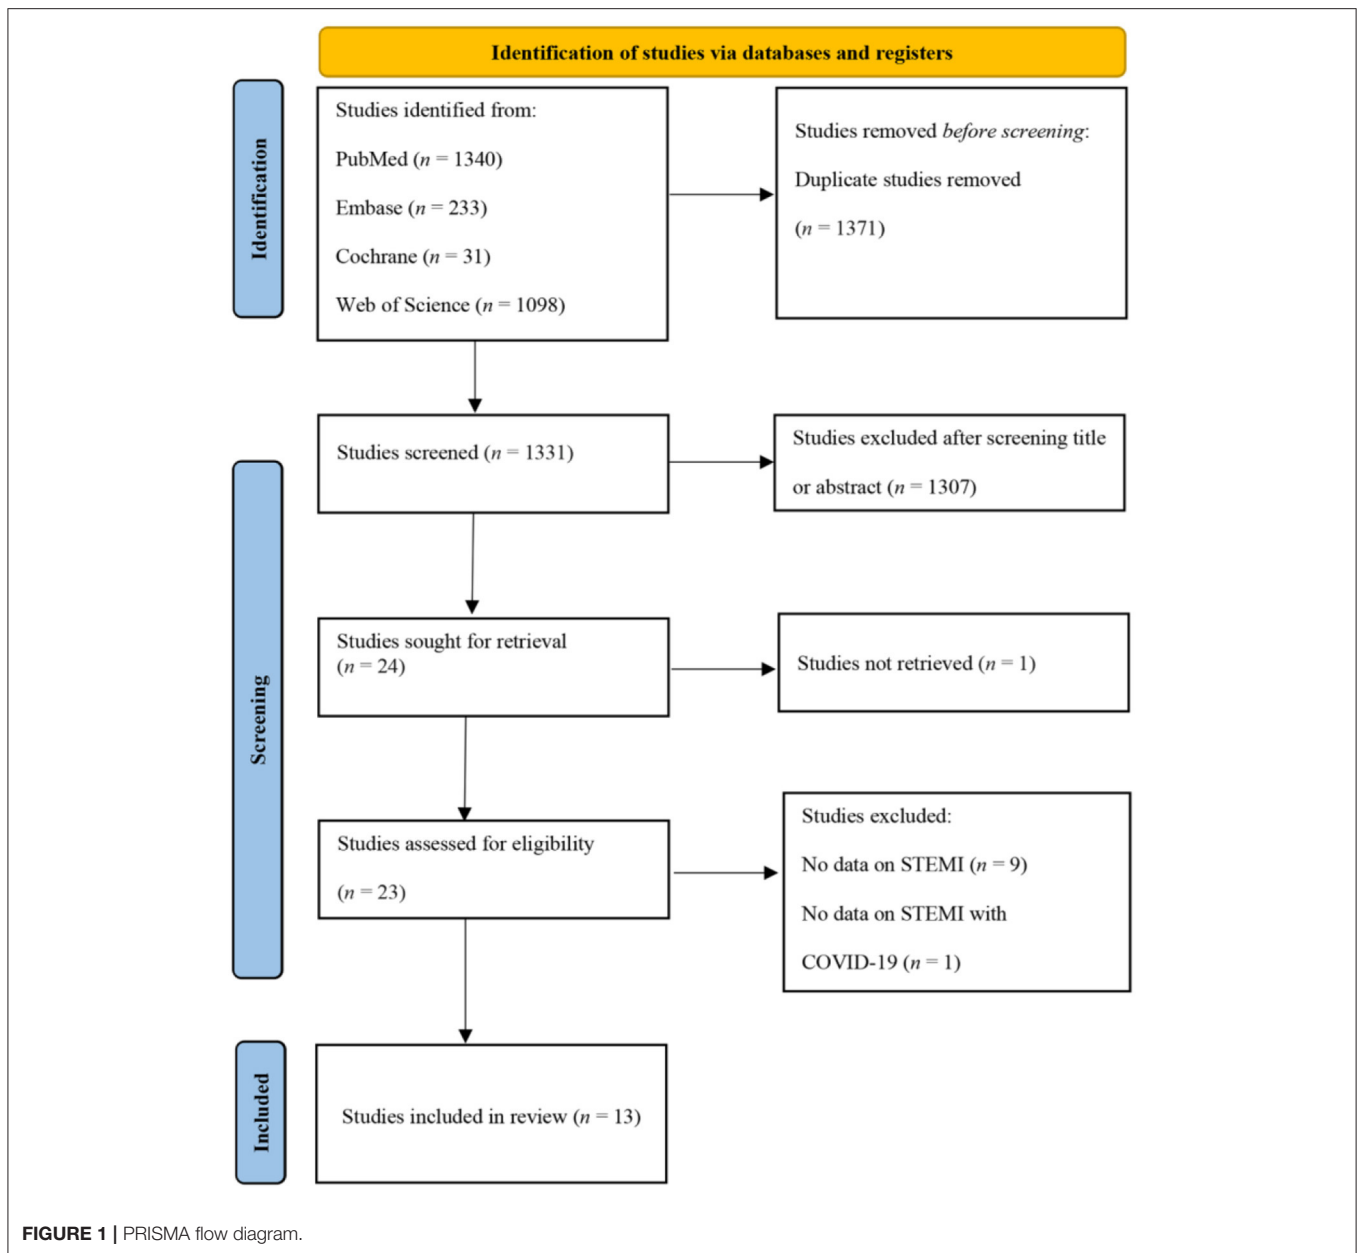 Identification of studies via databases and registers
Identification
Studies identified from:
PubMed (n = 1340)
Embase (n = 233)
Cochrane (n = 31)
Web of Science (n = 1098)
Studies removed before screening:
Duplicate studies removed
(n = 1371)
Screening
Studies screened (n = 1331)
Studies excluded after screening title
or abstract (n = 1307)
Studies sought for retrieval
(n = 24)
Studies not retrieved (n = 1)
Studies assessed for eligibility
(n = 23)
Studies excluded:
No data on STEMI (n = 9)
No data on STEMI with
COVID-19 (n = 1)
Included
Studies included in review (n = 13)
FIGURE 1 | PRISMA flow diagram.